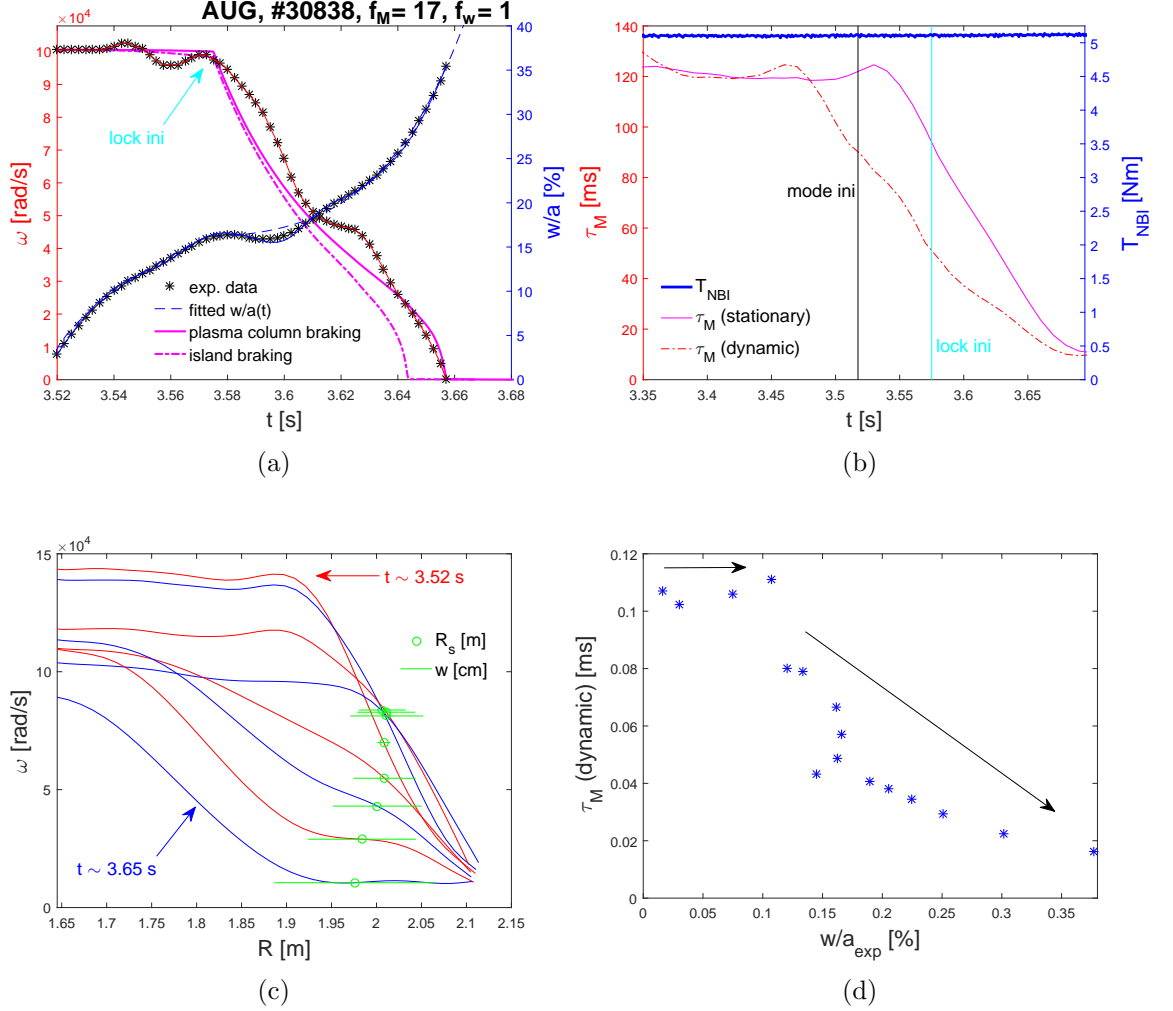 AUG, #30838, f_M= 17, f_w= 1
×10^4
10
9
8
7
6
5
4
3
2
1
0
ω [rad/s]
40
35
30
25
20
15
10
5
0
w/a [%]
lock ini
exp. data
fitted w/a(t)
plasma column braking
island braking
3.52 3.54 3.56 3.58 3.6 3.62 3.64 3.66 3.68
t [s]
(a)
140
120
100
80
60
40
20
0
τ_M [ms]
5
4.5
4
3.5
3
2.5
2
1.5
1
0.5
0
T_NBI [Nm]
mode ini
T_NBI
τ_M (stationary)
τ_M (dynamic)
lock ini
3.35 3.4 3.45 3.5 3.55 3.6 3.65
t [s]
(b)
×10^4
15
10
5
0
ω [rad/s]
t ∼ 3.52 s
R_s [m]
w [cm]
t ∼ 3.65 s
1.65 1.7 1.75 1.8 1.85 1.9 1.95 2 2.05 2.1 2.15
R [m]
(c)
0.12
0.1
0.08
0.06
0.04
0.02
0
τ_M (dynamic) [ms]
0 0.05 0.1 0.15 0.2 0.25 0.3 0.35
w/a_exp [%]
(d)